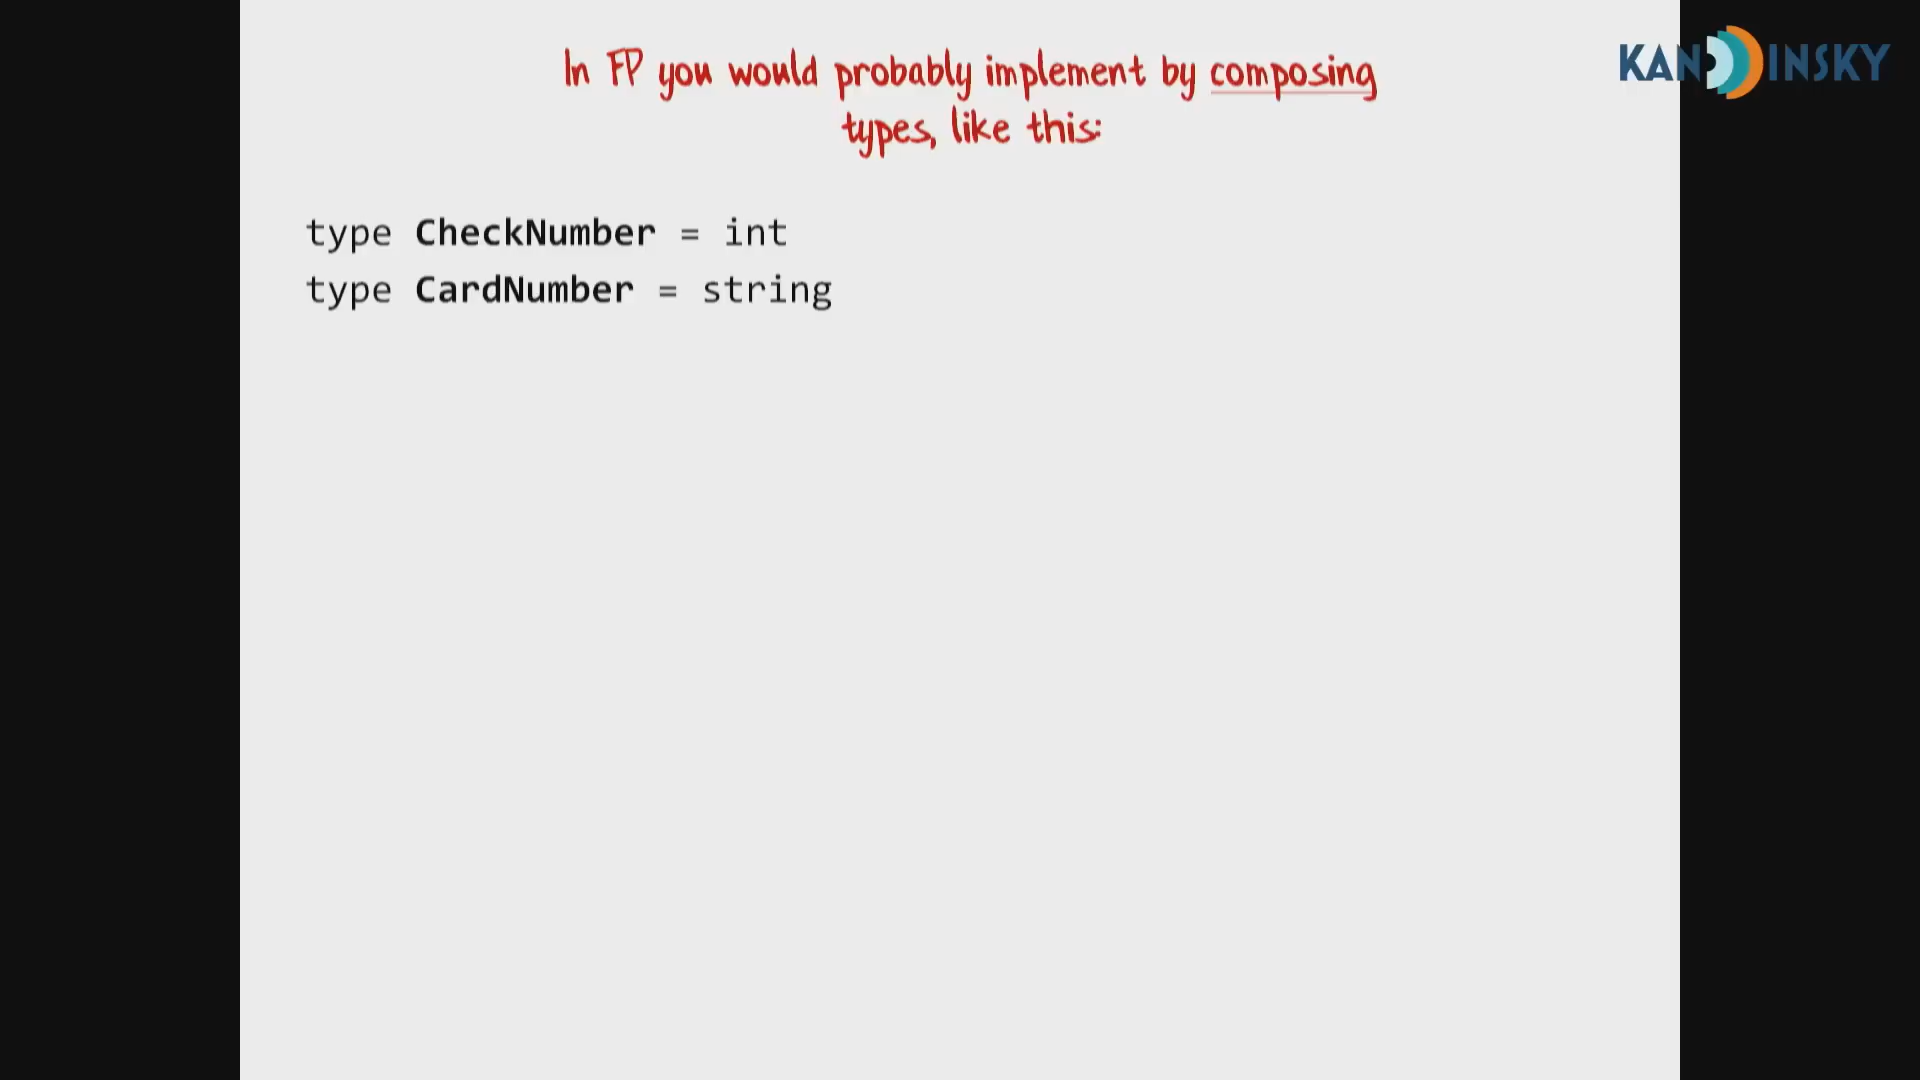 In FP you would probably implement by composing
types, like this:
KANDINSKY
type CheckNumber = int
type CardNumber = string